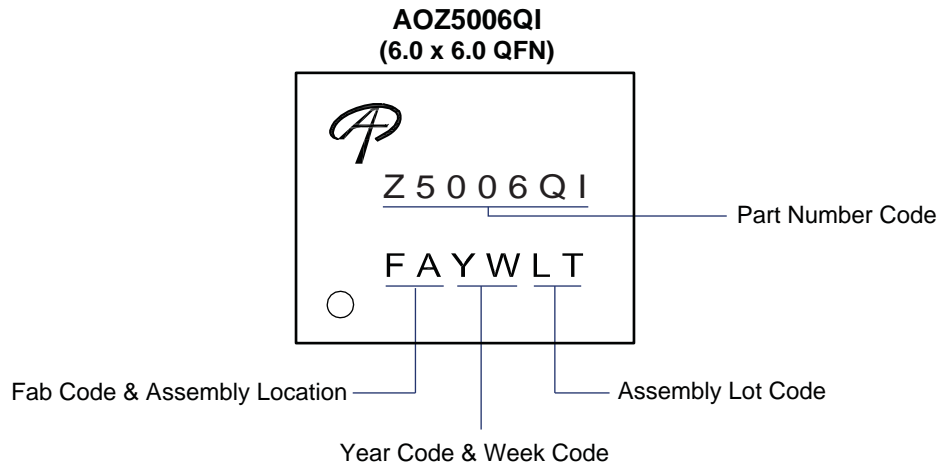 AOZ5006QI
(6.0 x 6.0 QFN)
Z5006QI
Part Number Code
FAYWLT
Fab Code & Assembly Location
Assembly Lot Code
Year Code & Week Code